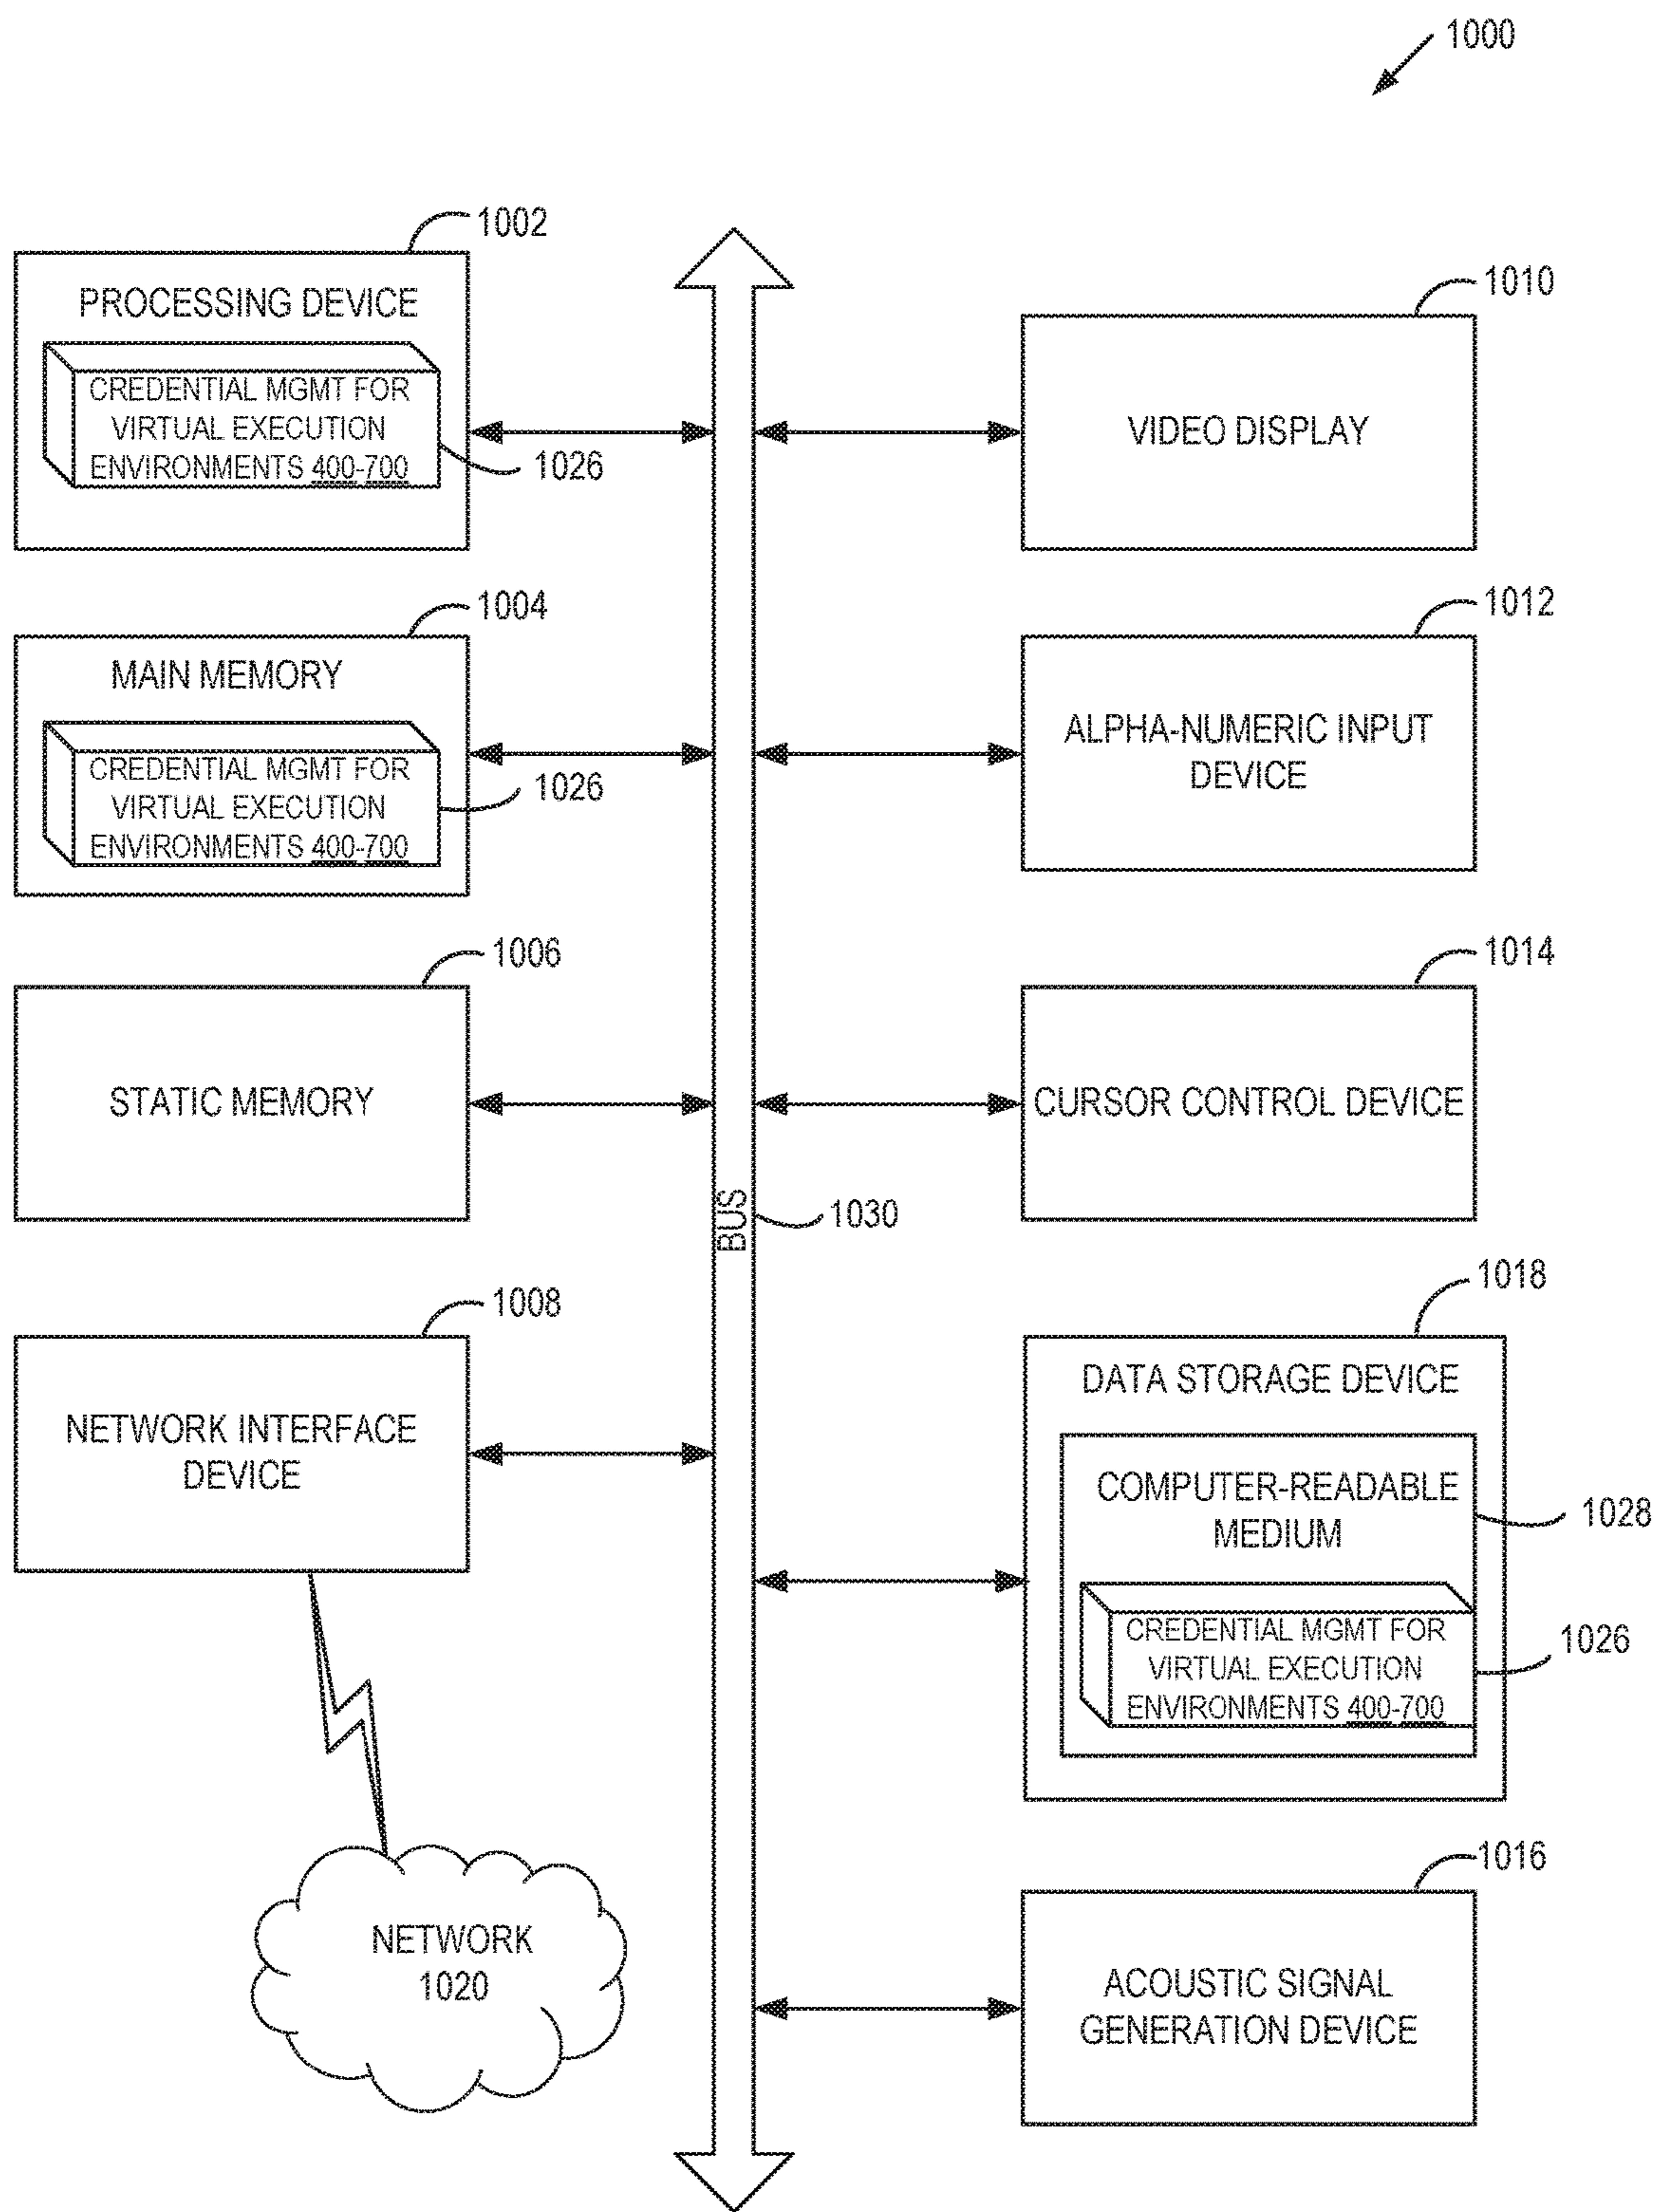 1000
1002
PROCESSING DEVICE
CREDENTIAL MGMT FOR
VIRTUAL EXECUTION
ENVIRONMENTS 400-700
1026
1004
MAIN MEMORY
CREDENTIAL MGMT FOR
VIRTUAL EXECUTION
ENVIRONMENTS 400-700
1026
1006
STATIC MEMORY
1008
NETWORK INTERFACE
DEVICE
NETWORK
1020
BUS
1030
1010
VIDEO DISPLAY
1012
ALPHA-NUMERIC INPUT
DEVICE
1014
CURSOR CONTROL DEVICE
1018
DATA STORAGE DEVICE
COMPUTER-READABLE
MEDIUM
1028
CREDENTIAL MGMT FOR
VIRTUAL EXECUTION
ENVIRONMENTS 400-700
1026
1016
ACOUSTIC SIGNAL
GENERATION DEVICE